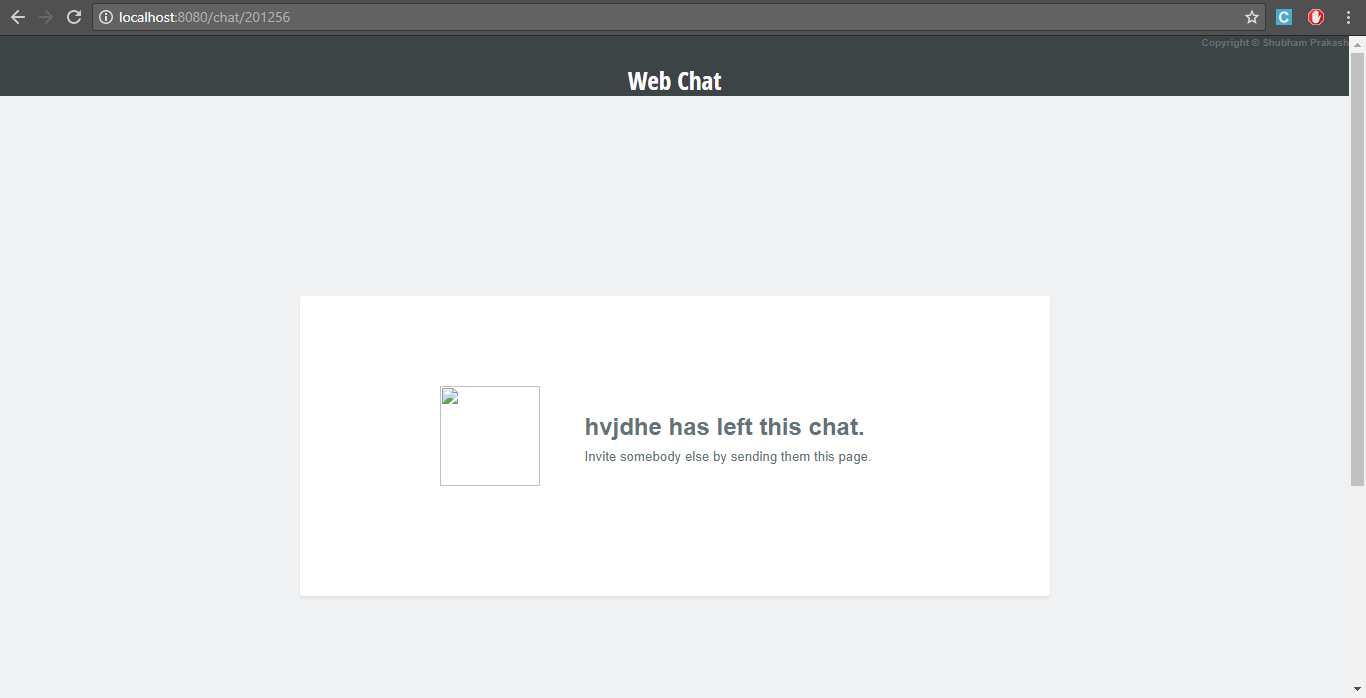 localhost:8080/chat/201256
C
Copyright © Shubham Prakash
Web Chat
hvjdhe has left this chat.
Invite somebody else by sending them this page.